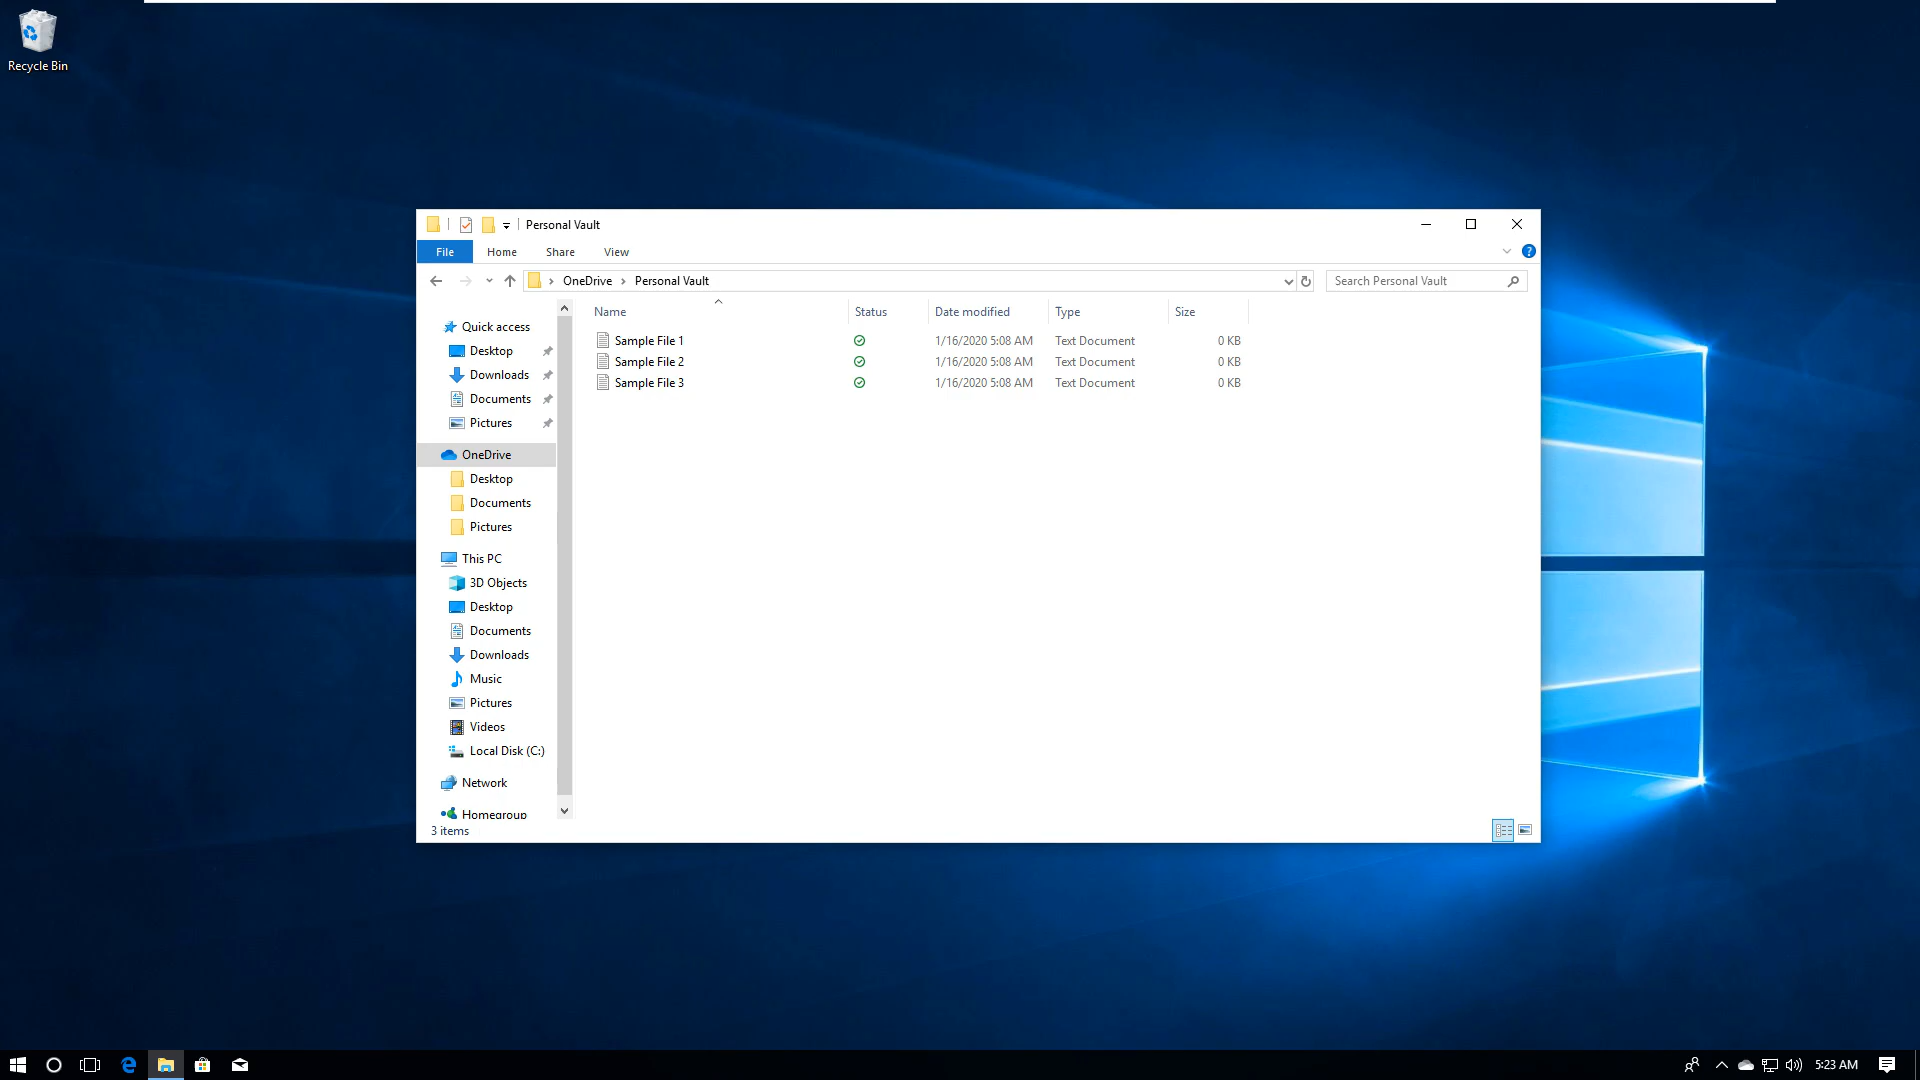 Recycle Bin
Personal Vault
File Home Share View
OneDrive Personal Vault
Search Personal Vault
Name Status Date modified Type Size
Sample File 1 1/16/2020 5:08 AM Text Document 0 KB
Sample File 2 1/16/2020 5:08 AM Text Document 0 KB
Sample File 3 1/16/2020 5:08 AM Text Document 0 KB
Quick access
Desktop
Downloads
Documents
Pictures
OneDrive
Desktop
Documents
Pictures
This PC
3D Objects
Desktop
Documents
Downloads
Music
Pictures
Videos
Local Disk (C:)
Network
Homegroup
3 items
5:23 AM